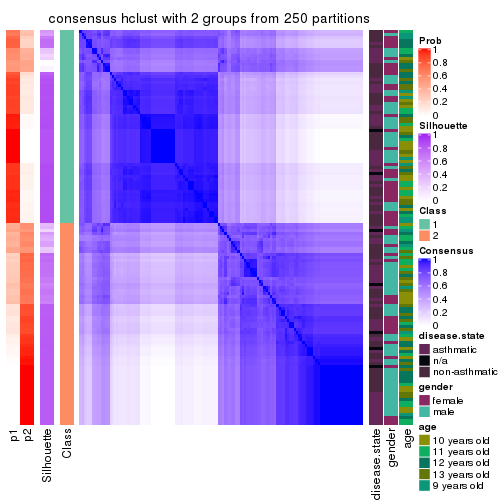 consensus hclust with 2 groups from 250 partitions
Prob
1
0.8
0.6
0.4
0.2
0
Silhouette
1
0.8
0.6
0.4
0.2
0
Class
1
2
Consensus
1
0.8
0.6
0.4
0.2
0
disease.state
asthmatic
n/a
non-asthmatic
gender
female
male
age
10 years old
11 years old
12 years old
13 years old
9 years old
p1
p2
Silhouette
Class
disease.state
gender
age